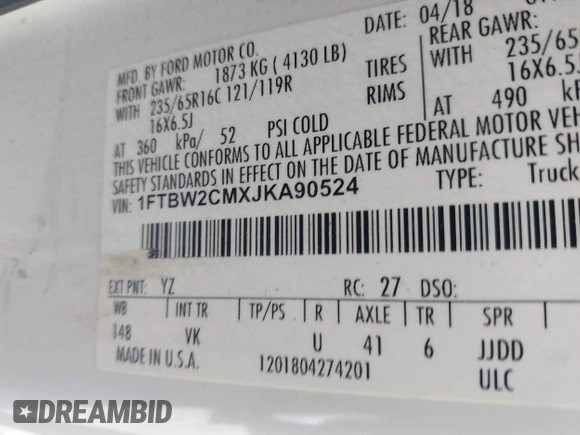 DATE: 04/18
MFD. BY FORD MOTOR CO.
FRONT GAWR: 1873 KG ( 4130 LB)
REAR GAWR:
WITH 235/65R16C 121/119R TIRES
WITH 235/65
16X6.5J RIMS
16X6.5J
AT 360 kPa/ 52 PSI COLD
AT 490
THIS VEHICLE CONFORMS TO ALL APPLICABLE FEDERAL MOTOR VEH
SAFETY STANDARDS IN EFFECT ON THE DATE OF MANUFACTURE SH
VIN: 1FTBW2CMXJKA90524
TYPE: Truck
EXT PNT: YZ RC: 27 DSO:
WB INT TR TP/PS R AXLE TR SPR
148 VK U 41 6 JJDD
MADE IN U.S.A. 1201804274201 ULC
DREAMBID